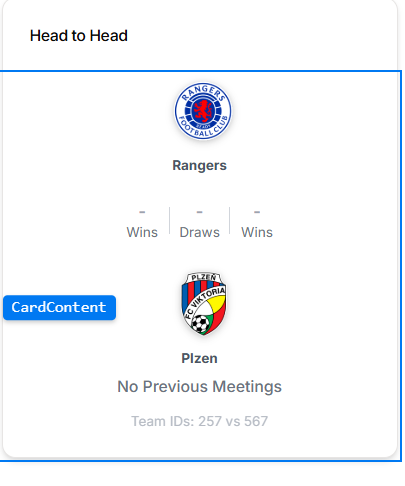 Head to Head
RANGERS
READY
FOOTBALL CLUB
Rangers
- - -
Wins Draws Wins
PLZEŇ
FC VIKTORIA
CardContent
Plzen
No Previous Meetings
Team IDs: 257 vs 567